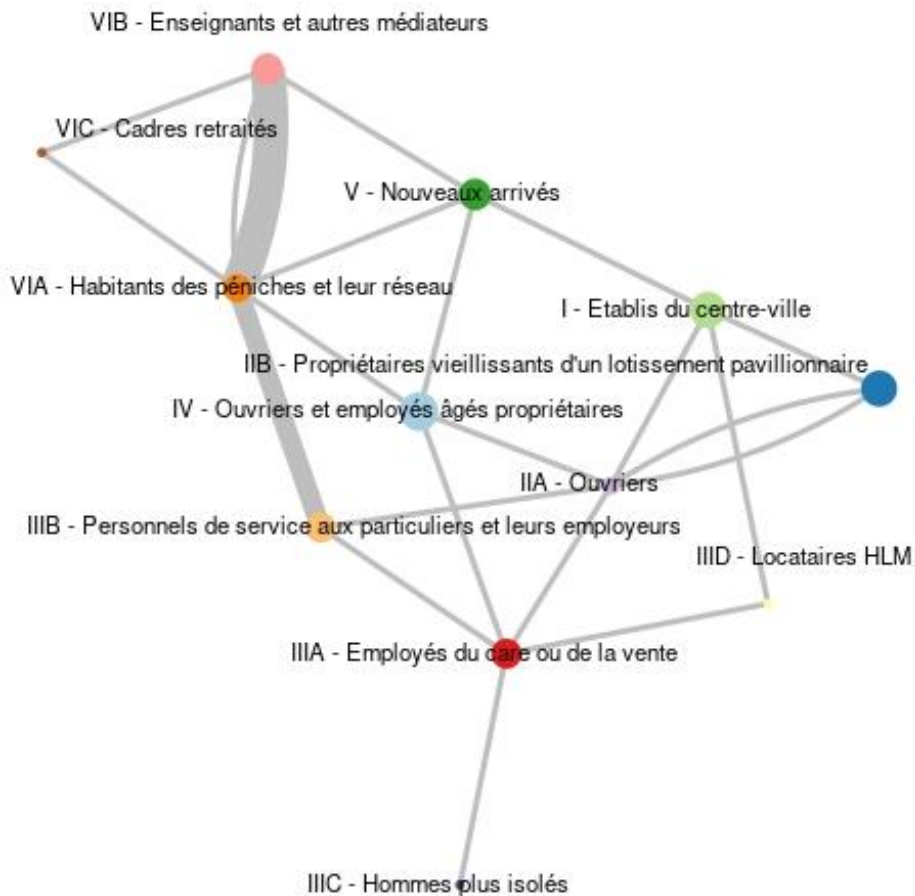 VIB - Enseignants et autres médiateurs
VIC - Cadres retraités
V - Nouveaux arrivés
VIA - Habitants des péniches et leur réseau
I - Etablis du centre-ville
IIB - Propriétaires vieillissants d'un lotissement pavillionnaire
IV - Ouvriers et employés âgés propriétaires
IIA - Ouvriers
IIIB - Personnels de service aux particuliers et leurs employeurs
IIID - Locataires HLM
IIIA - Employés du care ou de la vente
IIIC - Hommes plus isolés